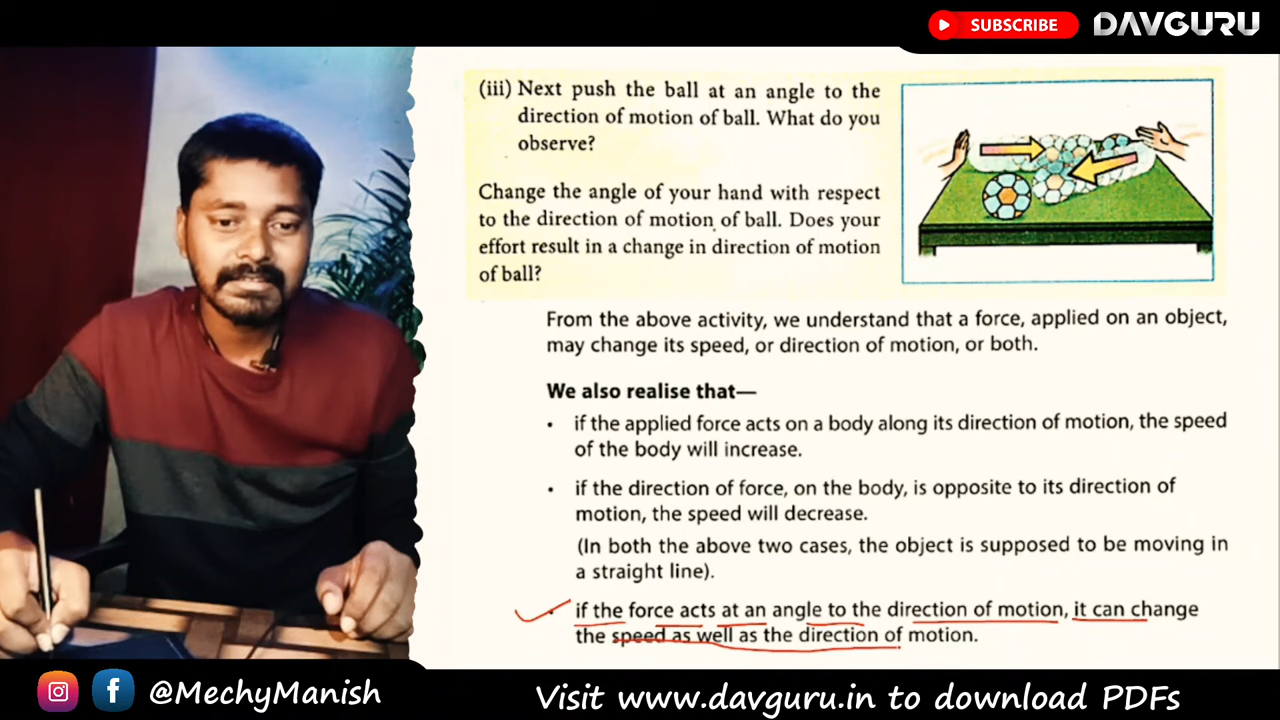 SUBSCRIBE DAVGURU
(iii) Next push the ball at an angle to the
direction of motion of ball. What do you
observe?
Change the angle of your hand with respect
to the direction of motion of ball. Does your
effort result in a change in direction of motion
of ball?
From the above activity, we understand that a force, applied on an object,
may change its speed, or direction of motion, or both.
We also realise that—
• if the applied force acts on a body along its direction of motion, the speed
of the body will increase.
• if the direction of force, on the body, is opposite to its direction of
motion, the speed will decrease.
(In both the above two cases, the object is supposed to be moving in
a straight line).
• if the force acts at an angle to the direction of motion, it can change
the speed as well as the direction of motion.
@MechyManish Visit www.davguru.in to download PDFs